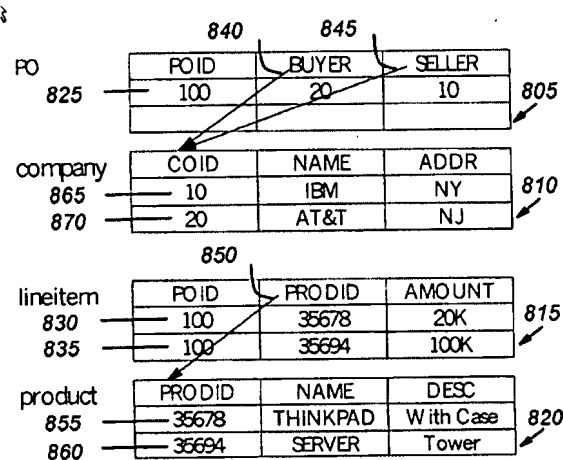 840 845
PO POID BUYER SELLER
825 100 20 10 805
company COID NAME ADDR
865 10 IBM NY 810
870 20 AT&T NJ
850
lineitem POID PRODID AMOUNT
830 100 35678 20K 815
835 100 35694 100K
product PRODID NAME DESC
855 35678 THINKPAD With Case 820
860 35694 SERVER Tower